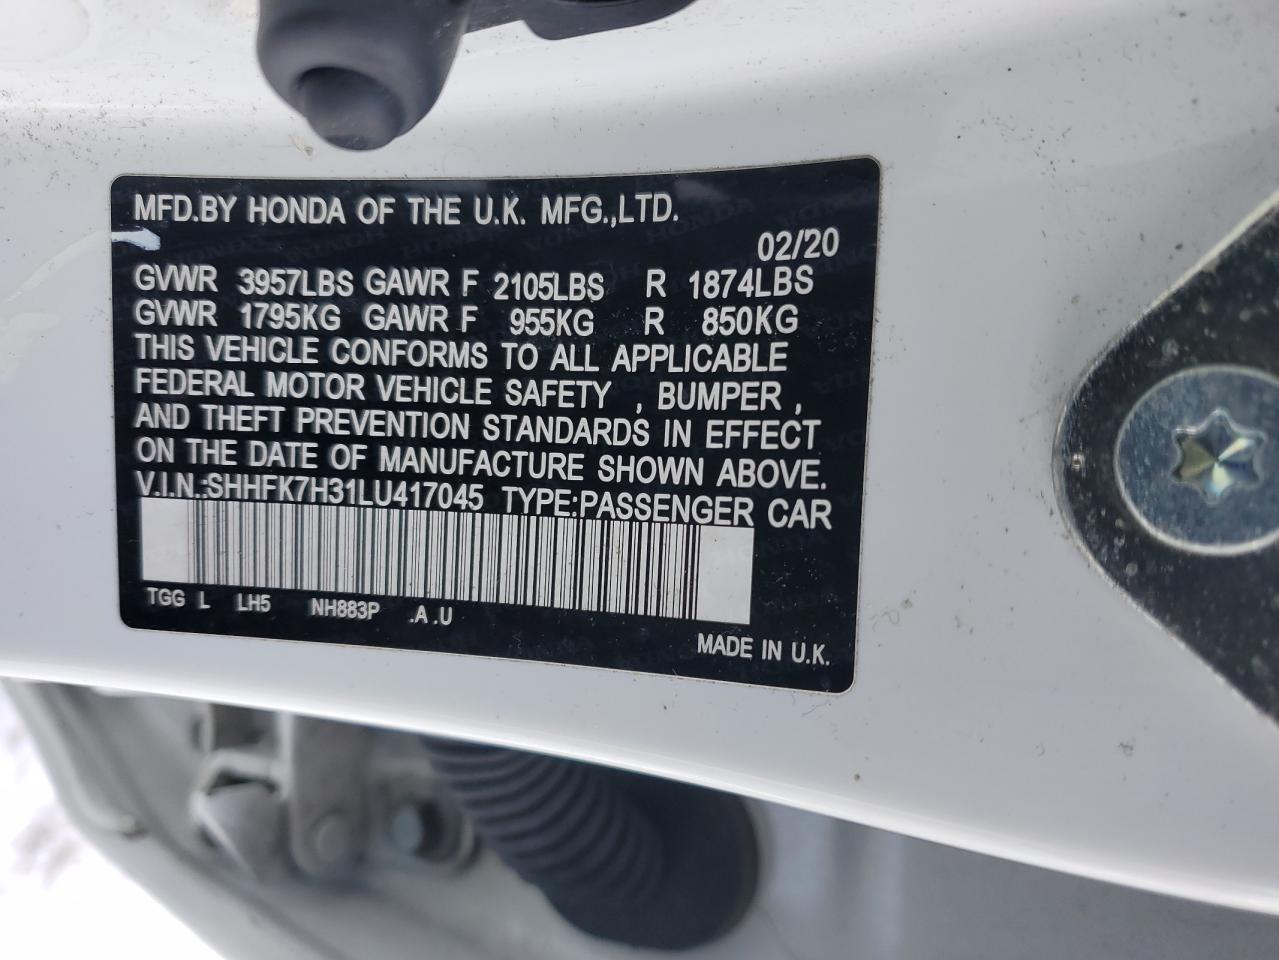 MFD.BY HONDA OF THE U.K. MFG.,LTD.
02/20
GVWR 3957LBS GAWR F 2105LBS R 1874LBS
GVWR 1795KG GAWR F 955KG R 850KG
THIS VEHICLE CONFORMS TO ALL APPLICABLE
FEDERAL MOTOR VEHICLE SAFETY , BUMPER ,
AND THEFT PREVENTION STANDARDS IN EFFECT
ON THE DATE OF MANUFACTURE SHOWN ABOVE.
V.I.N.:SHHFK7H31LU417045 TYPE:PASSENGER CAR
TGG L LH5 NH883P .A .U
MADE IN U.K.